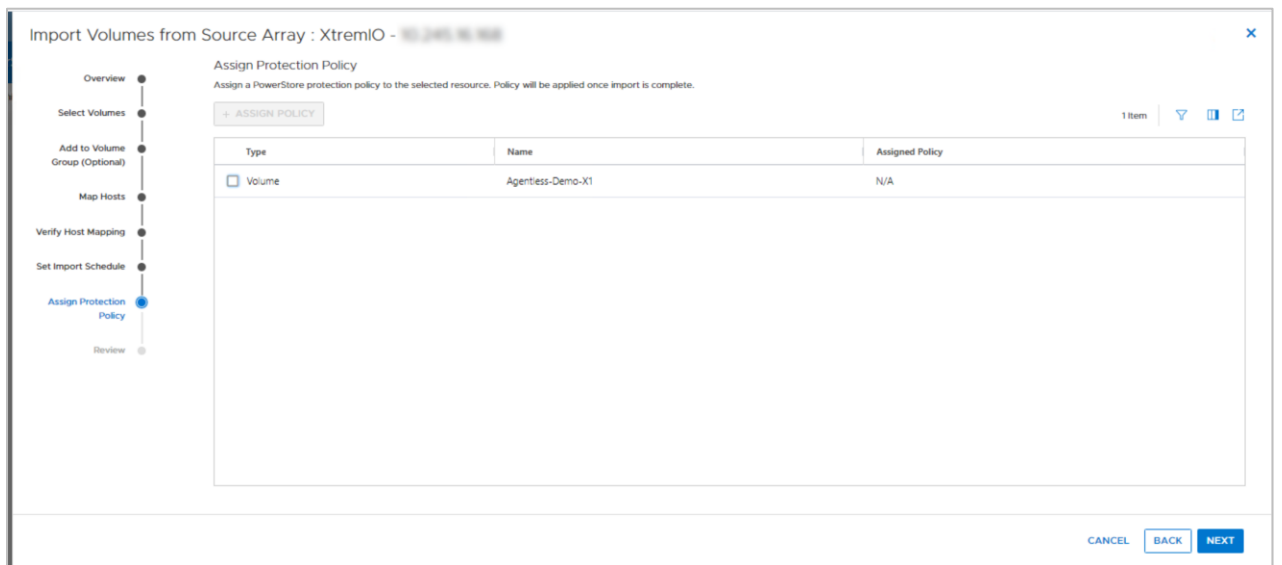 Import Volumes from Source Array : XtremIO -
Overview
Select Volumes
Add to Volume
Group (Optional)
Map Hosts
Verify Host Mapping
Set Import Schedule
Assign Protection
Policy
Review
Assign Protection Policy
Assign a PowerStore protection policy to the selected resource. Policy will be applied once import is complete.
+ ASSIGN POLICY
1 Item
Type Name Assigned Policy
Volume Agentless-Demo-X1 N/A
CANCEL BACK NEXT